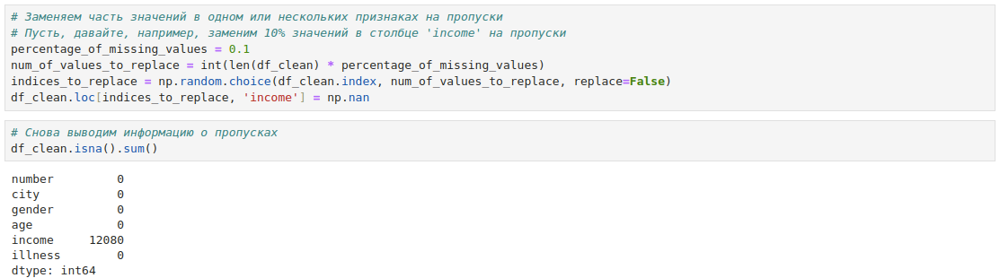 # Заменяем часть значений в одном или нескольких признаках на пропуски
# Пусть, давайте, например, заменим 10% значений в столбце 'income' на пропуски
percentage_of_missing_values = 0.1
num_of_values_to_replace = int(len(df_clean) * percentage_of_missing_values)
indices_to_replace = np.random.choice(df_clean.index, num_of_values_to_replace, replace=False)
df_clean.loc[indices_to_replace, 'income'] = np.nan
# Снова выводим информацию о пропусках
df_clean.isna().sum()
number         0
city           0
gender         0
age            0
income     12080
illness        0
dtype: int64